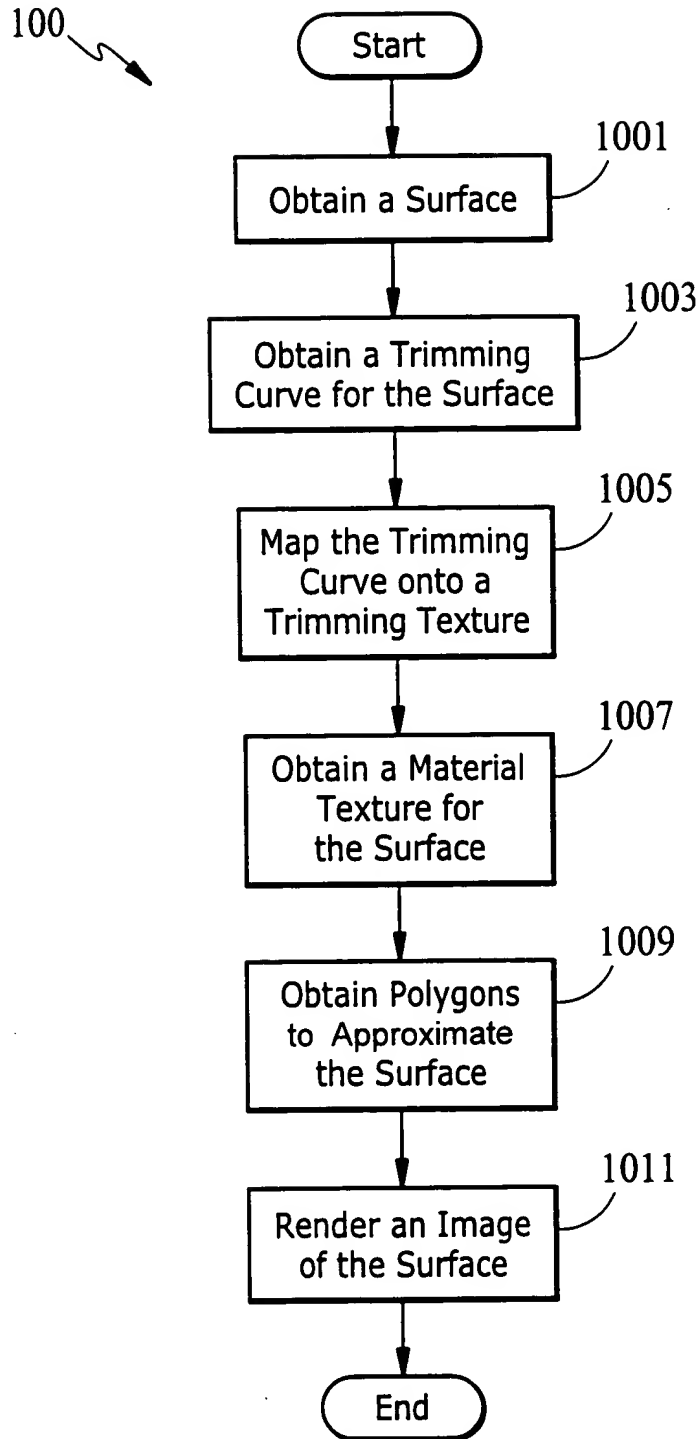 100
Start
1001
Obtain a Surface
1003
Obtain a Trimming
Curve for the Surface
1005
Map the Trimming
Curve onto a
Trimming Texture
1007
Obtain a Material
Texture for
the Surface
1009
Obtain Polygons
to Approximate
the Surface
1011
Render an Image
of the Surface
End